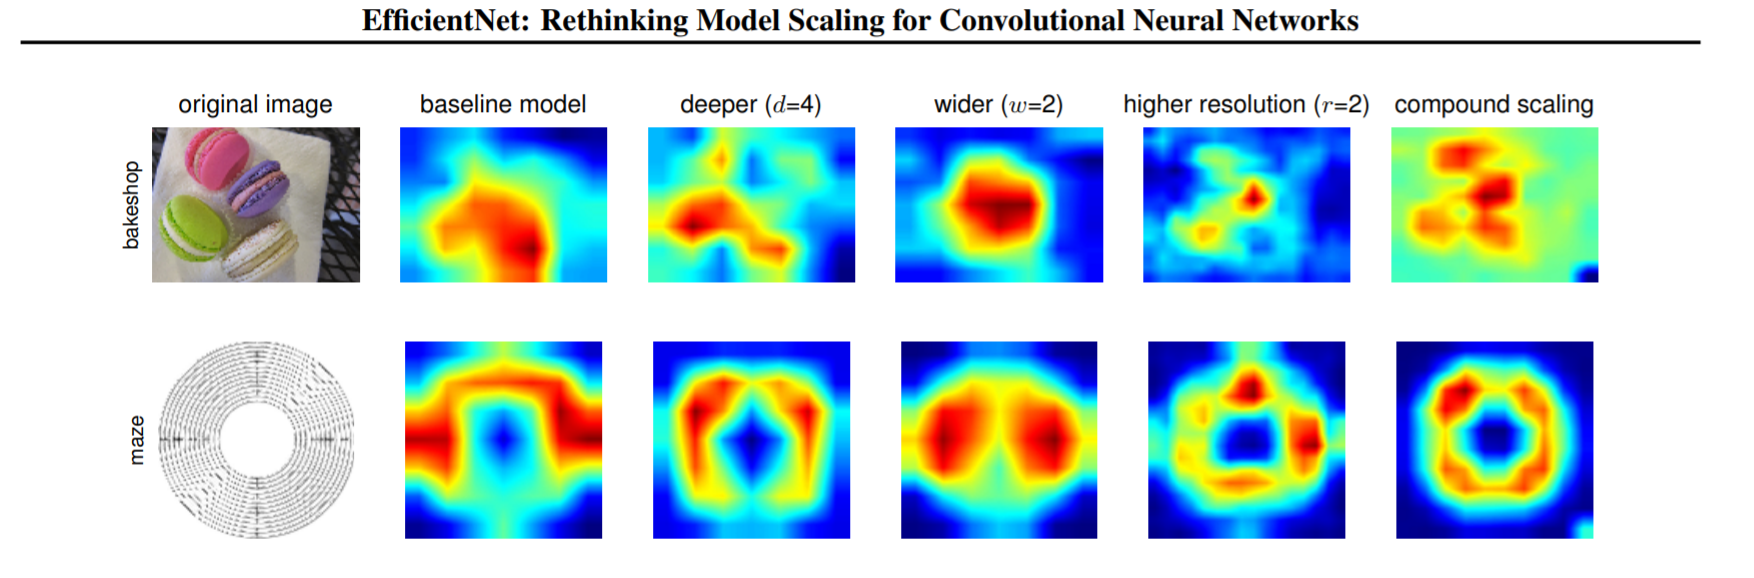 EfficientNet: Rethinking Model Scaling for Convolutional Neural Networks
original image baseline model deeper (d=4) wider (w=2) higher resolution (r=2) compound scaling
bakeshop
maze